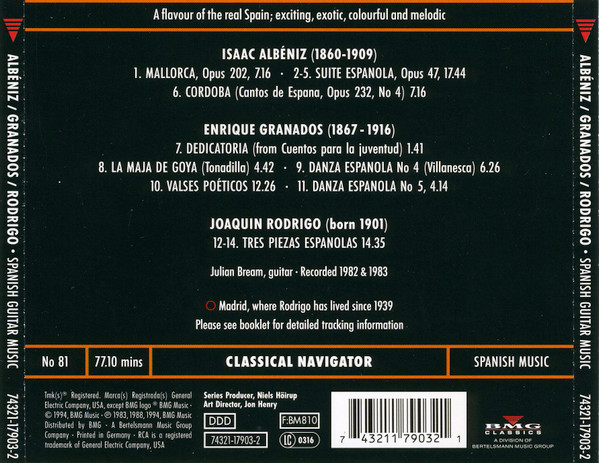 A flavour of the real Spain; exciting, exotic, colourful and melodic
ISAAC ALBÉNIZ (1860-1909)
1. MALLORCA, Opus 202, 7.16 · 2-5. SUITE ESPANOLA, Opus 47, 17.44
6. CORDOBA (Cantos de Espana, Opus 232, No 4) 7.16
ENRIQUE GRANADOS (1867-1916)
7. DEDICATORIA (from Cuentos para la juventud) 1.41
8. LA MAJA DE GOYA (Tonadilla) 4.42 · 9. DANZA ESPANOLA No 4 (Villanesca) 6.26
10. VALSES POÉTICOS 12.26 · 11. DANZA ESPANOLA No 5, 4.14
JOAQUIN RODRIGO (born 1901)
12-14. TRES PIEZAS ESPANOLAS 14.35
Julian Bream, guitar · Recorded 1982 & 1983
Madrid, where Rodrigo has lived since 1939
Please see booklet for detailed tracking information
No 81
77.10 mins
CLASSICAL NAVIGATOR
SPANISH MUSIC
Tmk(s)® Registered. Marca(s) Registrada(s) General
Electric Company, USA, except BMG logo ® BMG Music ·
© 1994, BMG Music · ℗ 1983, 1988, 1994, BMG Music
Distributed by BMG · A Bertelsmann Music Group
Company · Printed in Germany · RCA is a registered
trademark of General Electric Company, USA
Series Producer, Niels Höirup
Art Director, Jon Henry
DDD
F:BM810
74321-17903-2
LC 0316
7 43211 79032 1
BMG
CLASSICS
A DIVISION OF
BERTELSMANN MUSIC GROUP
ALBÉNIZ / GRANADOS / RODRIGO · SPANISH GUITAR MUSIC
74321-17903-2
ALBÉNIZ / GRANADOS / RODRIGO · SPANISH GUITAR MUSIC
74321-17903-2